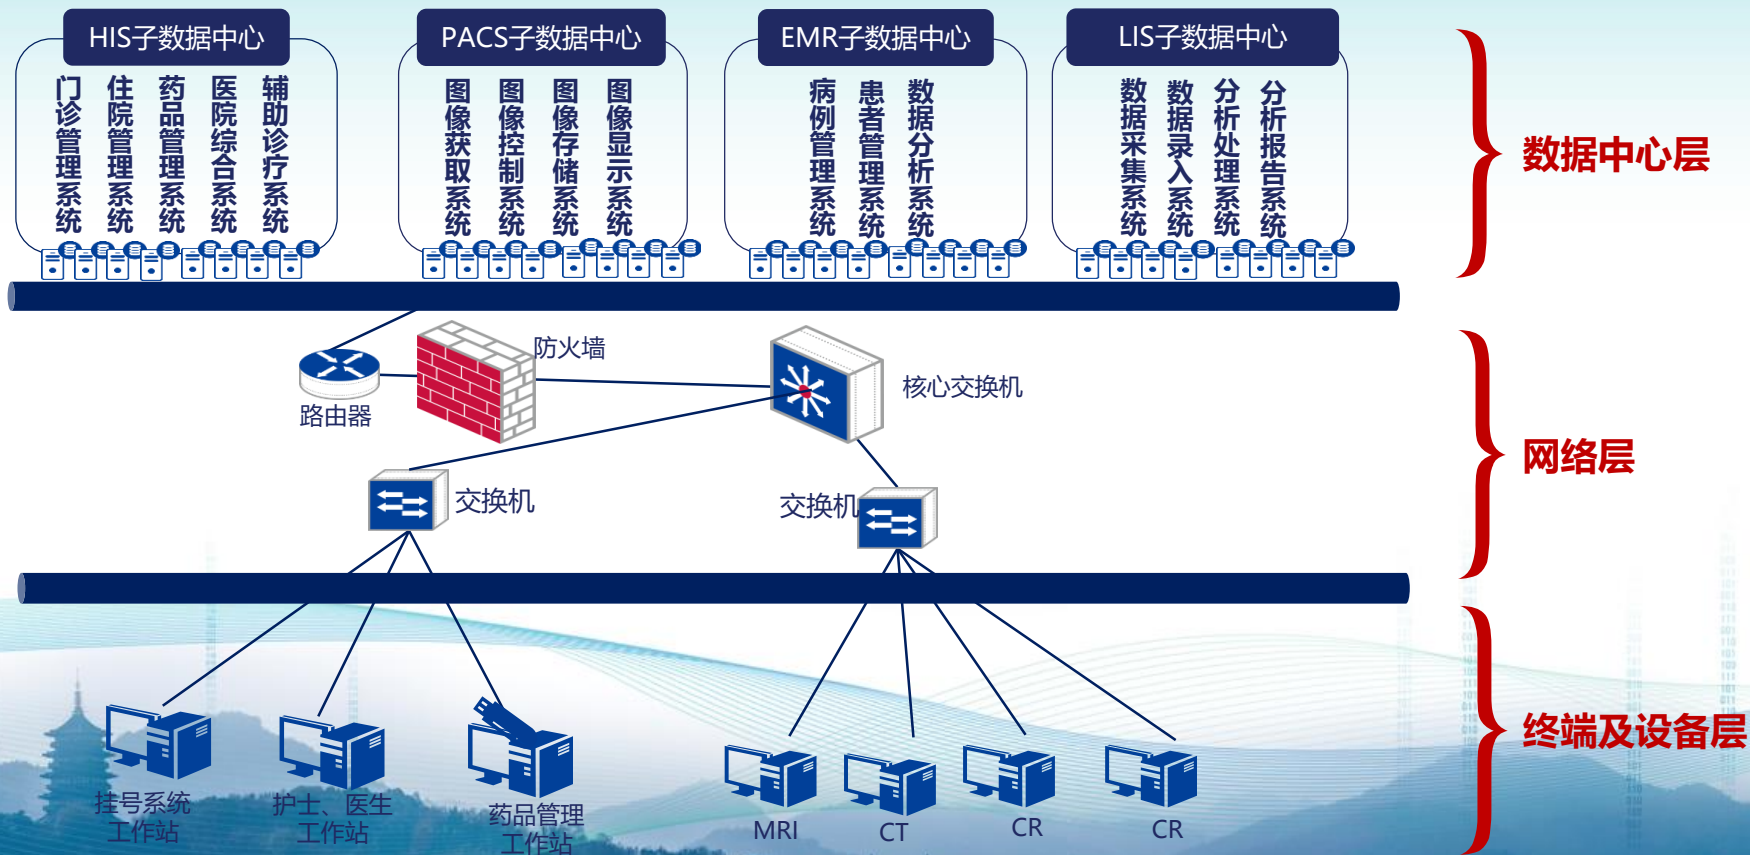 HIS子数据中心
门诊管理系统
住院管理系统
药品管理系统
医院综合系统
辅助诊疗系统
PACS子数据中心
图像获取系统
图像控制系统
图像存储系统
图像显示系统
EMR子数据中心
病例管理系统
患者管理系统
数据分析系统
LIS子数据中心
数据采集系统
数据录入系统
分析处理系统
分析报告系统
数据中心层
防火墙
路由器
核心交换机
交换机
交换机
网络层
挂号系统
工作站
护士、医生
工作站
药品管理
工作站
MRI
CT
CR
CR
终端及设备层